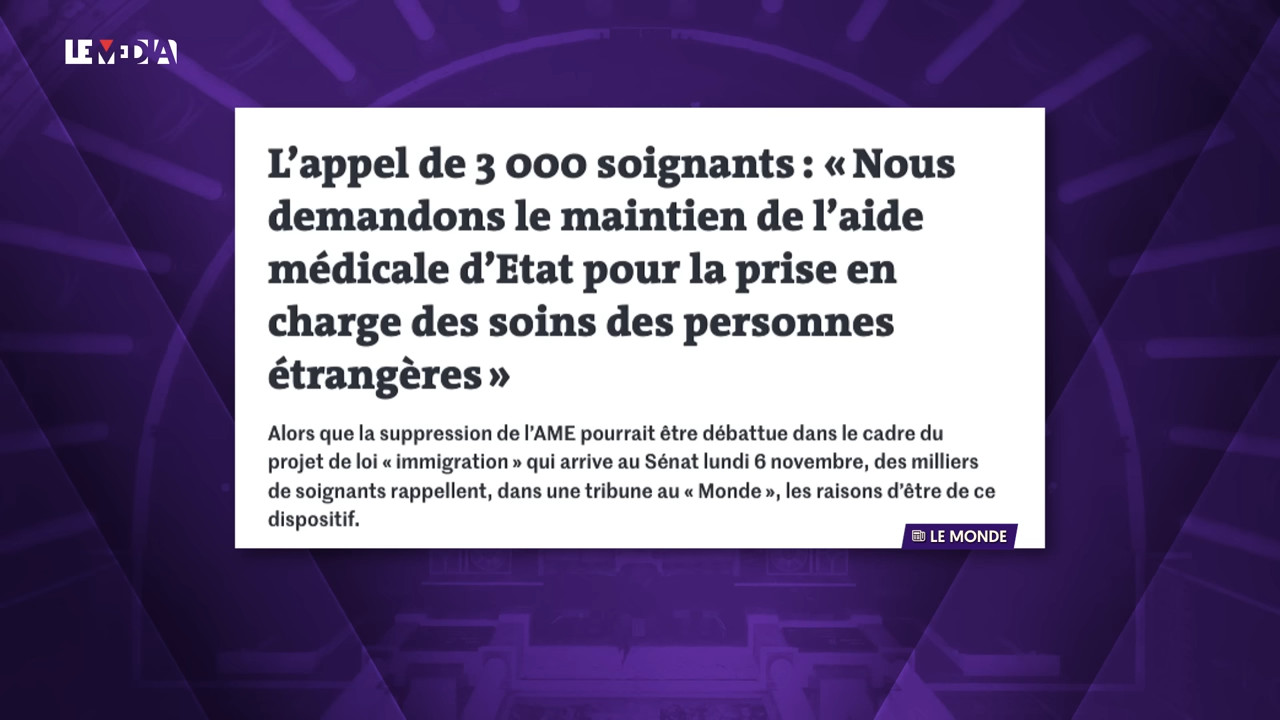 LE MEDIA
L’appel de 3 000 soignants : « Nous
demandons le maintien de l’aide
médicale d’Etat pour la prise en
charge des soins des personnes
étrangères »
Alors que la suppression de l’AME pourrait être débattue dans le cadre du
projet de loi « immigration » qui arrive au Sénat lundi 6 novembre, des milliers
de soignants rappellent, dans une tribune au « Monde », les raisons d’être de ce
dispositif.
LE MONDE